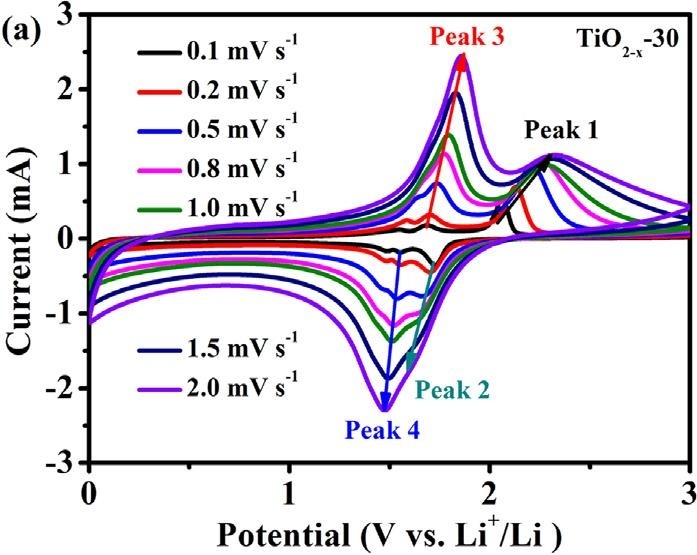 (a)
TiO₂₋ₓ-30
Peak 3
Peak 1
0.1 mV s⁻¹
0.2 mV s⁻¹
0.5 mV s⁻¹
0.8 mV s⁻¹
1.0 mV s⁻¹
1.5 mV s⁻¹
2.0 mV s⁻¹
Peak 2
Peak 4
Current (mA)
3
2
1
0
-1
-2
-3
0
1
2
3
Potential (V vs. Li⁺/Li )